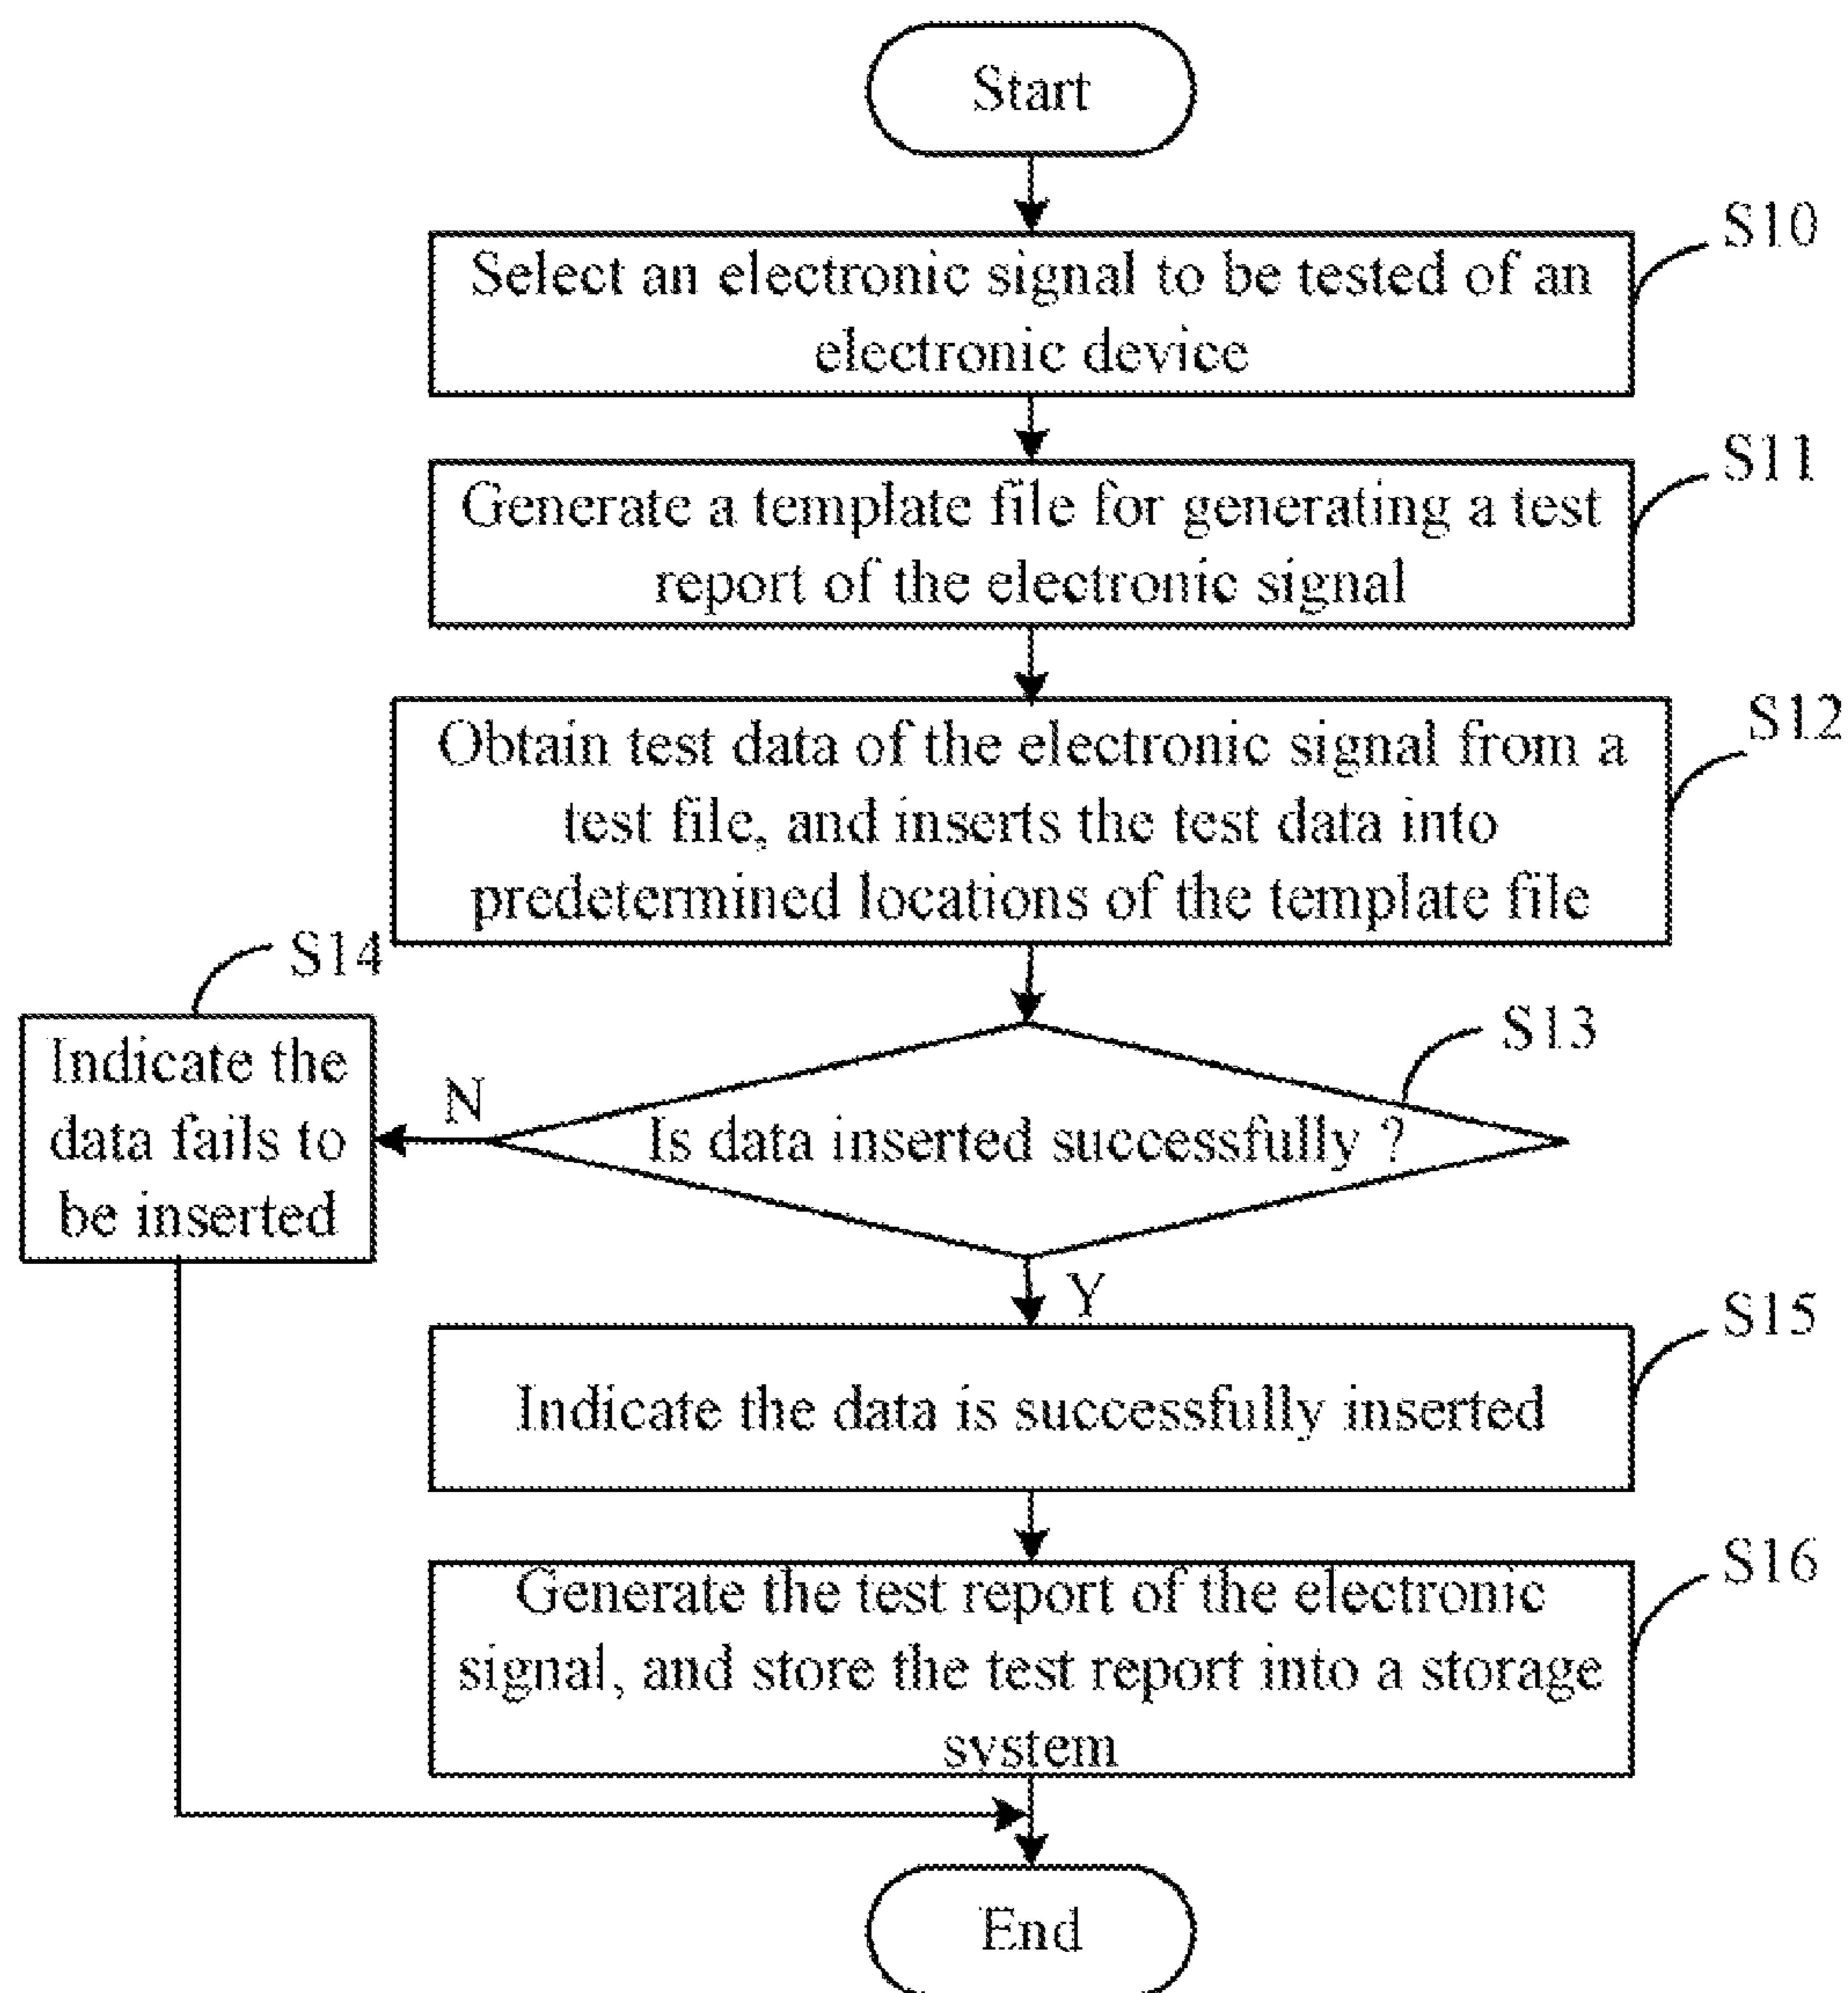 Start
S10
Select an electronic signal to be tested of an
electronic device
S11
Generate a template file for generating a test
report of the electronic signal
S12
Obtain test data of the electronic signal from a
test file, and inserts the test data into
predetermined locations of the template file
S14
Indicate the
data fails to
be inserted
N
S13
Is data inserted successfully ?
Y
S15
Indicate the data is successfully inserted
S16
Generate the test report of the electronic
signal, and store the test report into a storage
system
End